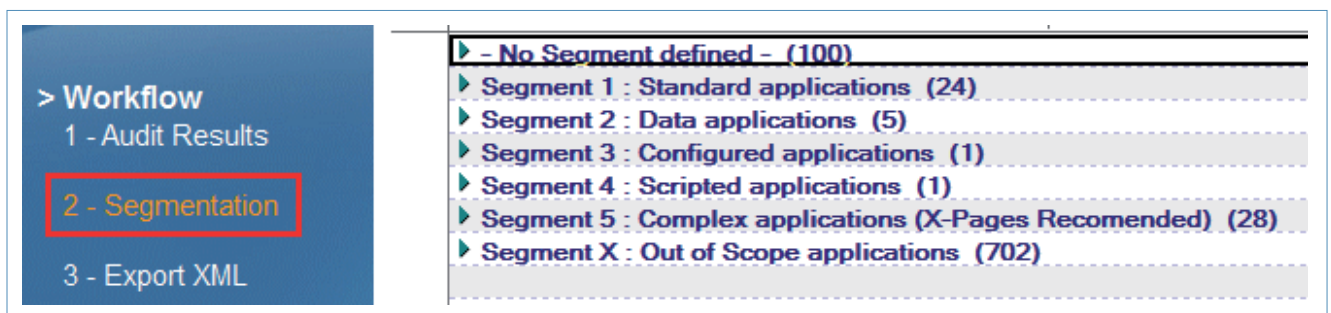 > Workflow
1 - Audit Results
2 - Segmentation
3 - Export XML
- No Segment defined - (100)
Segment 1 : Standard applications (24)
Segment 2 : Data applications (5)
Segment 3 : Configured applications (1)
Segment 4 : Scripted applications (1)
Segment 5 : Complex applications (X-Pages Recomended) (28)
Segment X : Out of Scope applications (702)